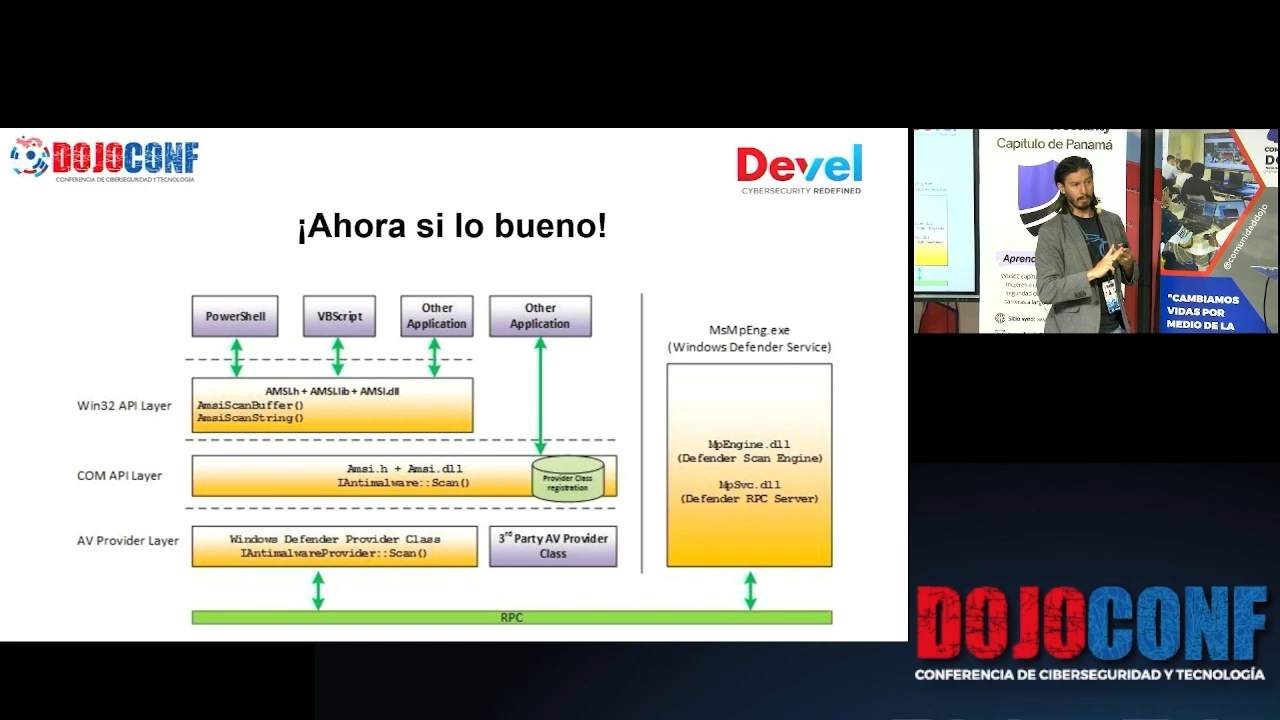 DOJOCONF
CONFERENCIA DE CIBERSEGURIDAD Y TECNOLOGÍA
Devel
CYBERSECURITY REDEFINED
¡Ahora si lo bueno!
PowerShell
VBScript
Other
Application
Other
Application
Win32 API Layer
AMSI.h + AMSI.lib + AMSI.dll
AmsiScanBuffer()
AmsiScanString()
COM API Layer
Amsi.h + Amsi.dll
IAntimalware::Scan()
Provider Class
registration
AV Provider Layer
Windows Defender Provider Class
IAntimalwareProvider::Scan()
3rd Party AV Provider
Class
RPC
MsMpEng.exe
(Windows Defender Service)
MpEngine.dll
(Defender Scan Engine)
MpSvc.dll
(Defender RPC Server)
Capítulo de Panamá
@comunidaddojo
"CAMBIAMOS
VIDAS POR
MEDIO DE LA
DOJOCONF
CONFERENCIA DE CIBERSEGURIDAD Y TECNOLOGÍA